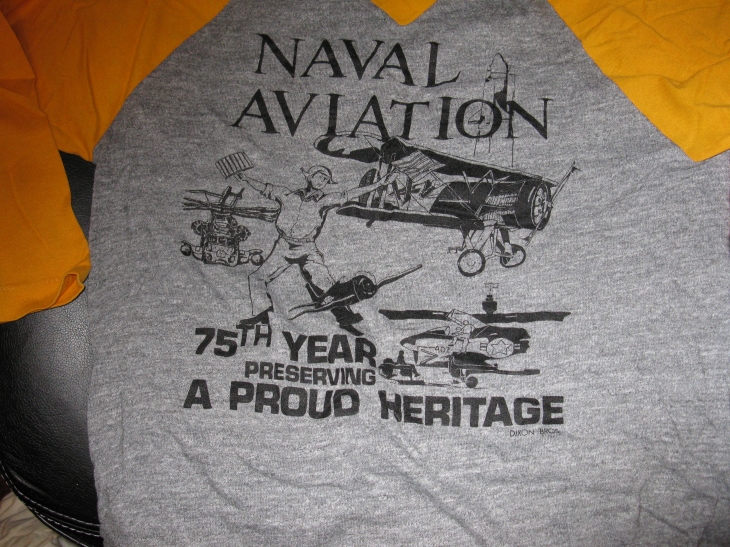 NAVAL
AVIATION
75TH YEAR
PRESERVING
A PROUD HERITAGE
DIXON BROS.